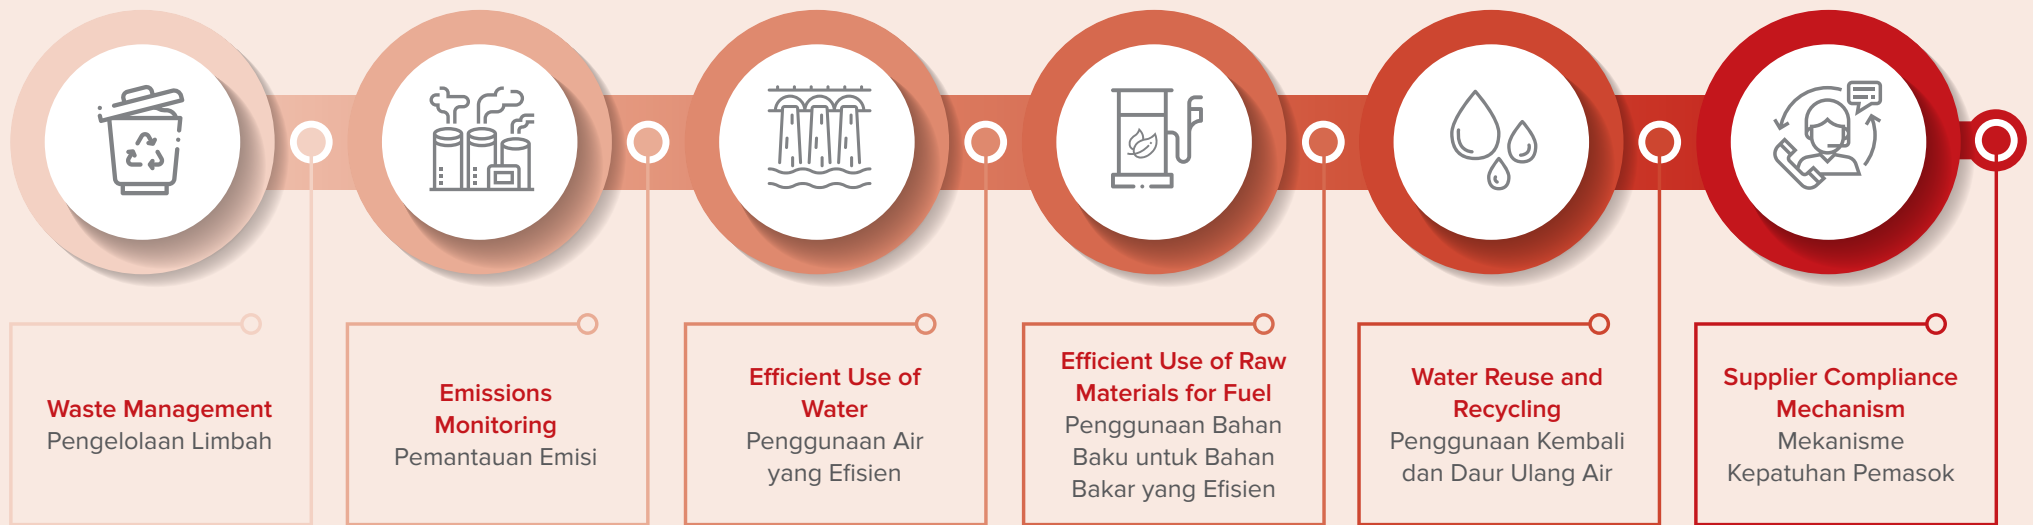 Waste Management
Pengelolaan Limbah
Emissions
Monitoring
Pemantauan Emisi
Efficient Use of
Water
Penggunaan Air
yang Efisien
Efficient Use of Raw
Materials for Fuel
Penggunaan Bahan
Baku untuk Bahan
Bakar yang Efisien
Water Reuse and
Recycling
Penggunaan Kembali
dan Daur Ulang Air
Supplier Compliance
Mechanism
Mekanisme
Kepatuhan Pemasok